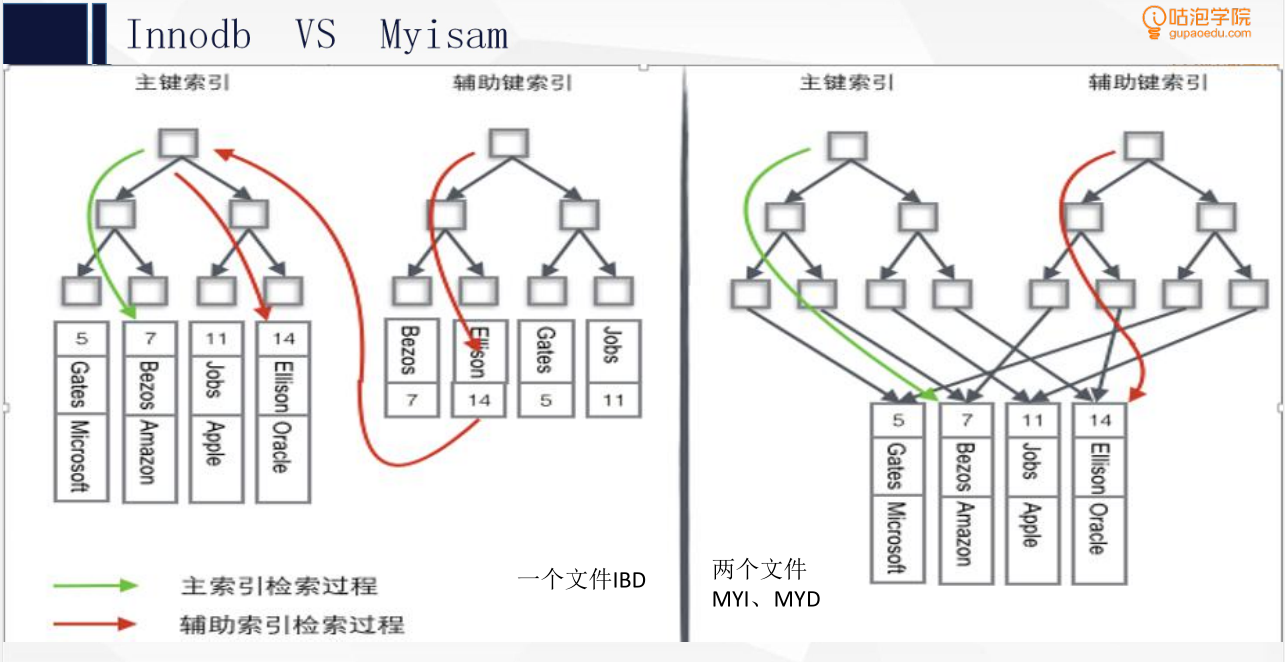 Innodb VS Myisam
咕泡学院
gupaoedu.com
主键索引
辅助键索引
5
Gates
Microsoft
7
Bezos
Amazon
11
Jobs
Apple
14
Ellison
Oracle
Bezos
7
Ellison
14
Gates
5
Jobs
11
主索引检索过程
辅助索引检索过程
一个文件IBD
主键索引
辅助键索引
5
Gates
Microsoft
7
Bezos
Amazon
11
Jobs
Apple
14
Ellison
Oracle
两个文件
MYI、MYD